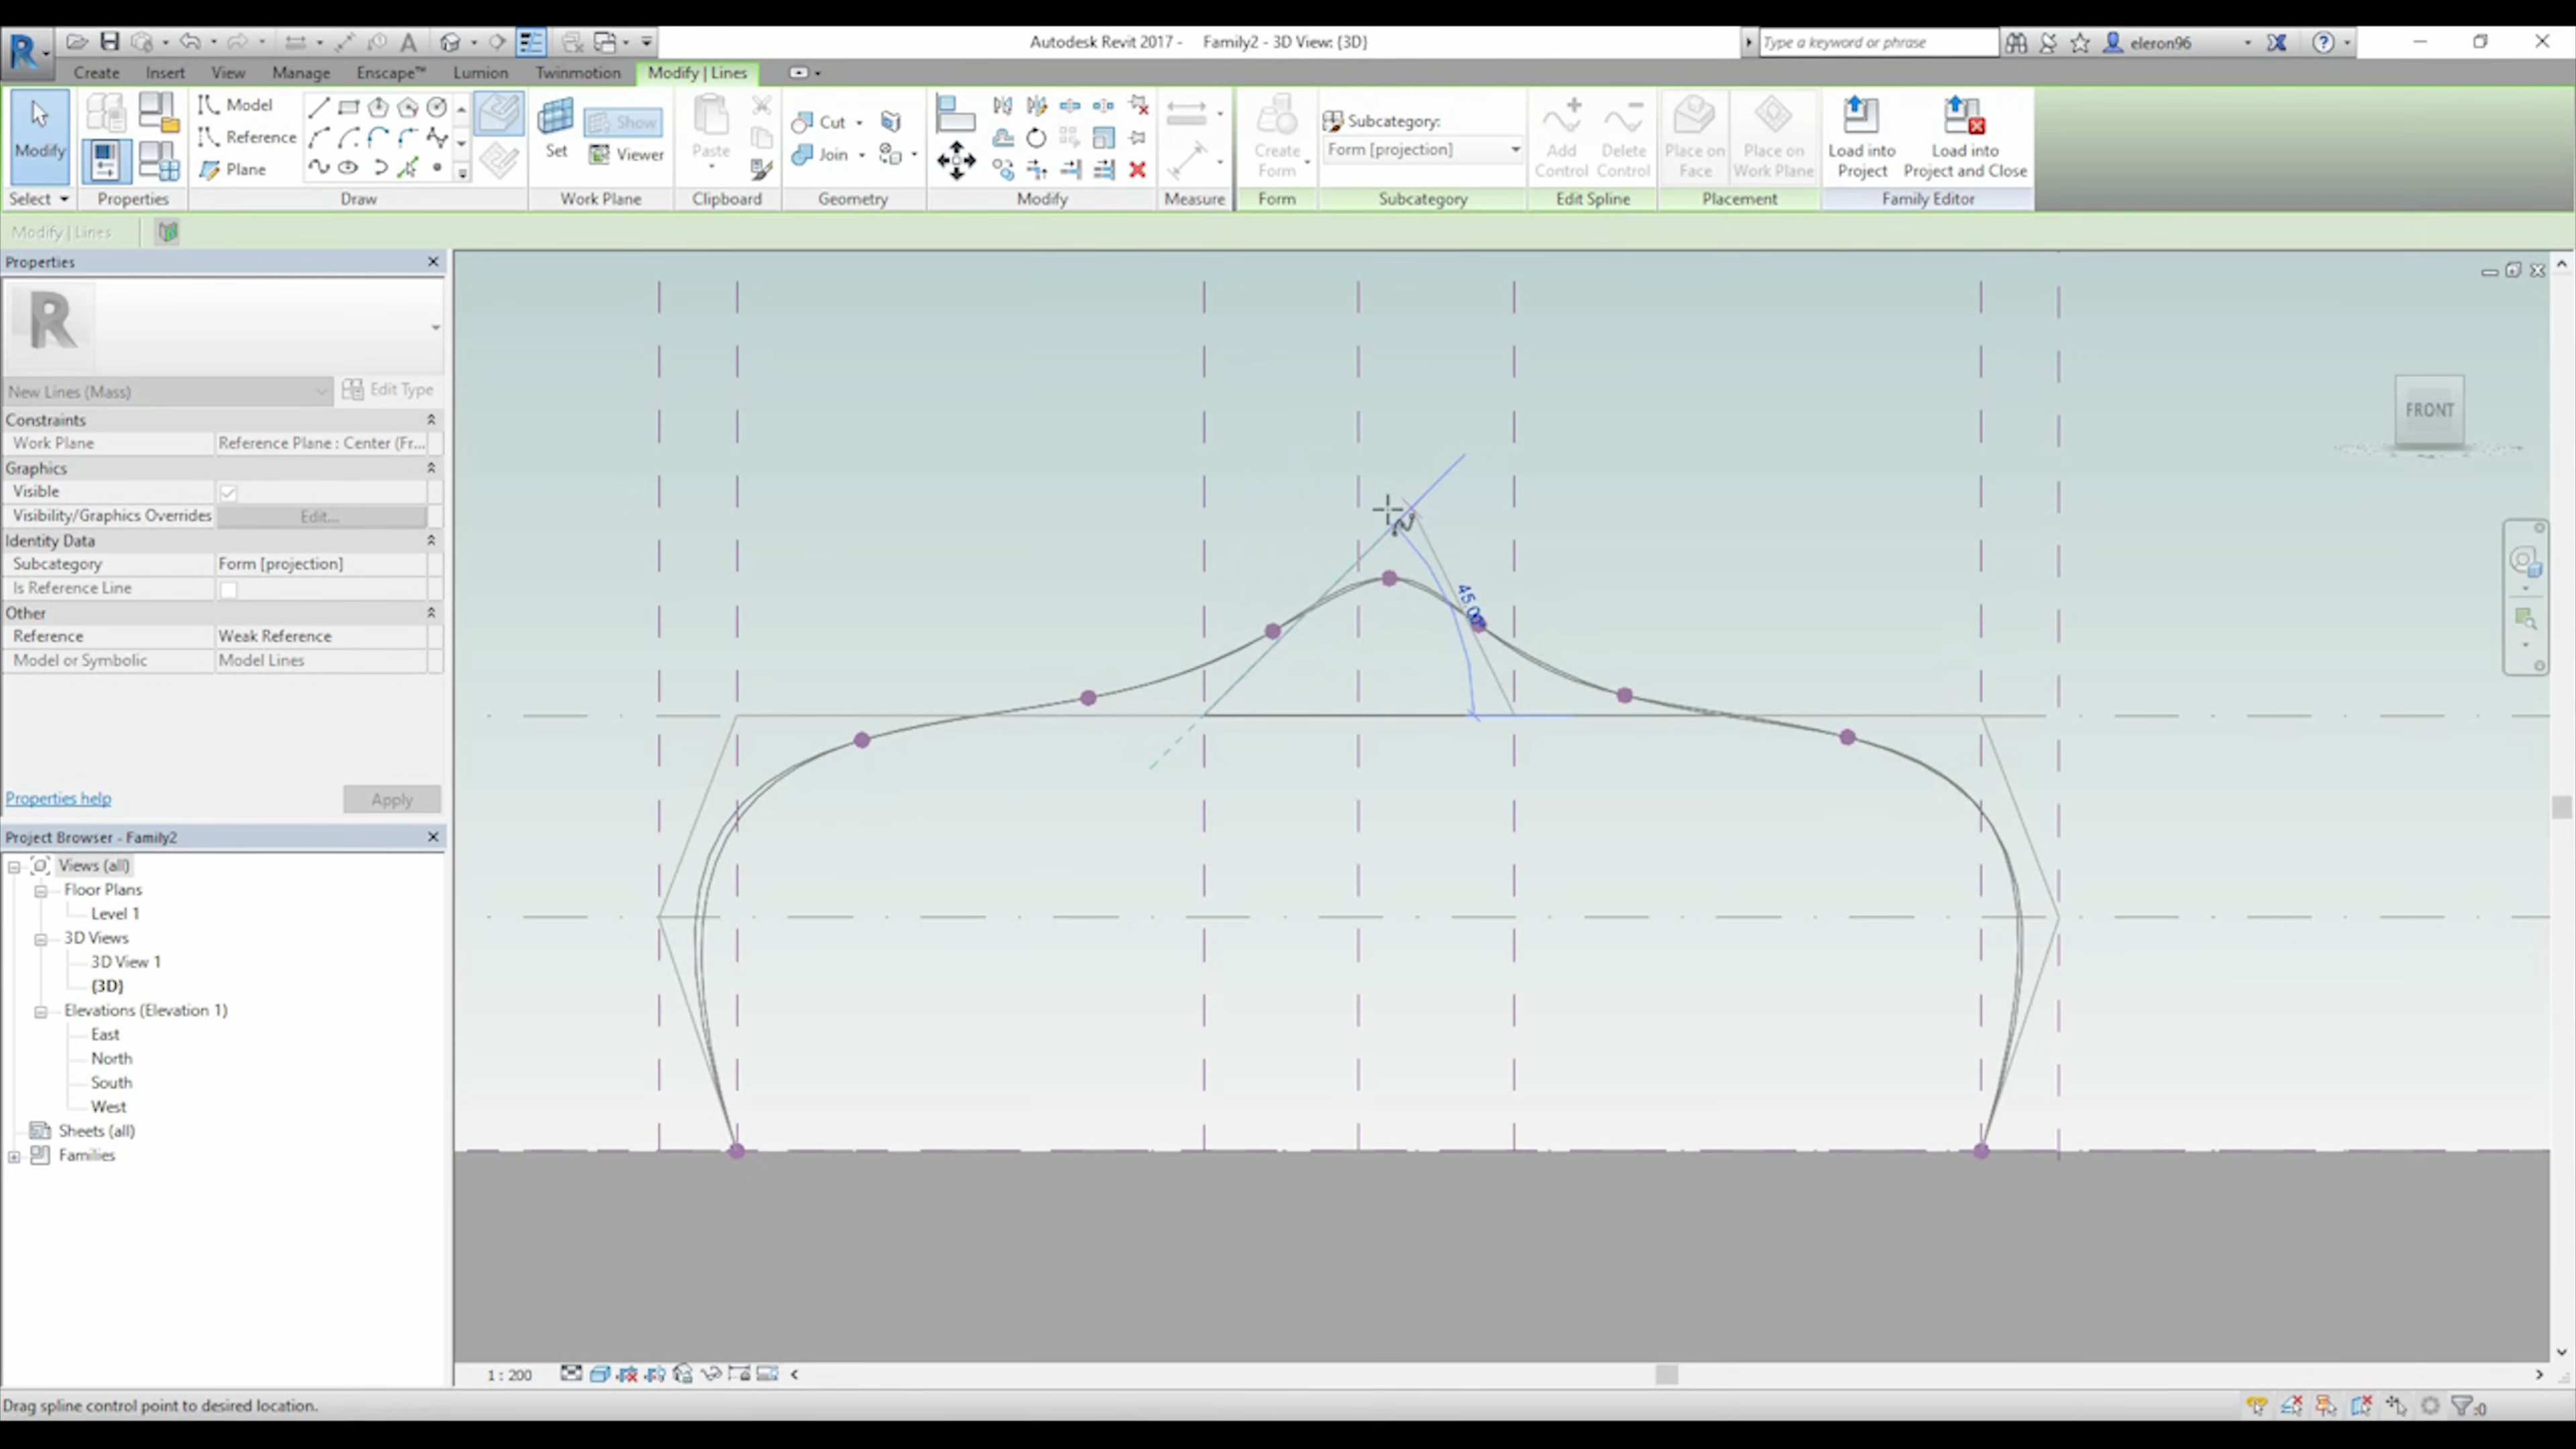 Autodesk Revit 2017 - Family2 - 3D View: {3D}
Type a keyword or phrase
eleron96
Create Insert View Manage Enscape™ Lumion Twinmotion Modify | Lines
Modify
Model
Reference
Plane
Set
Show
Viewer
Paste
Cut
Join
Create Form
Subcategory:
Form [projection]
Add Control
Delete Control
Place on Face
Place on Work Plane
Load into Project
Load into Project and Close
Select Properties Draw Work Plane Clipboard Geometry Modify Measure Form Subcategory Edit Spline Placement Family Editor
Modify | Lines
Properties
R
New Lines (Mass)
Edit Type
Constraints
Work Plane Reference Plane : Center (Fr...
Graphics
Visible
Visibility/Graphics Overrides Edit...
Identity Data
Subcategory Form [projection]
Is Reference Line
Other
Reference Weak Reference
Model or Symbolic Model Lines
Properties help
Apply
Project Browser - Family2
Views (all)
Floor Plans
Level 1
3D Views
3D View 1
{3D}
Elevations (Elevation 1)
East
North
South
West
Sheets (all)
Families
FRONT
1 : 200
Drag spline control point to desired location.
:0